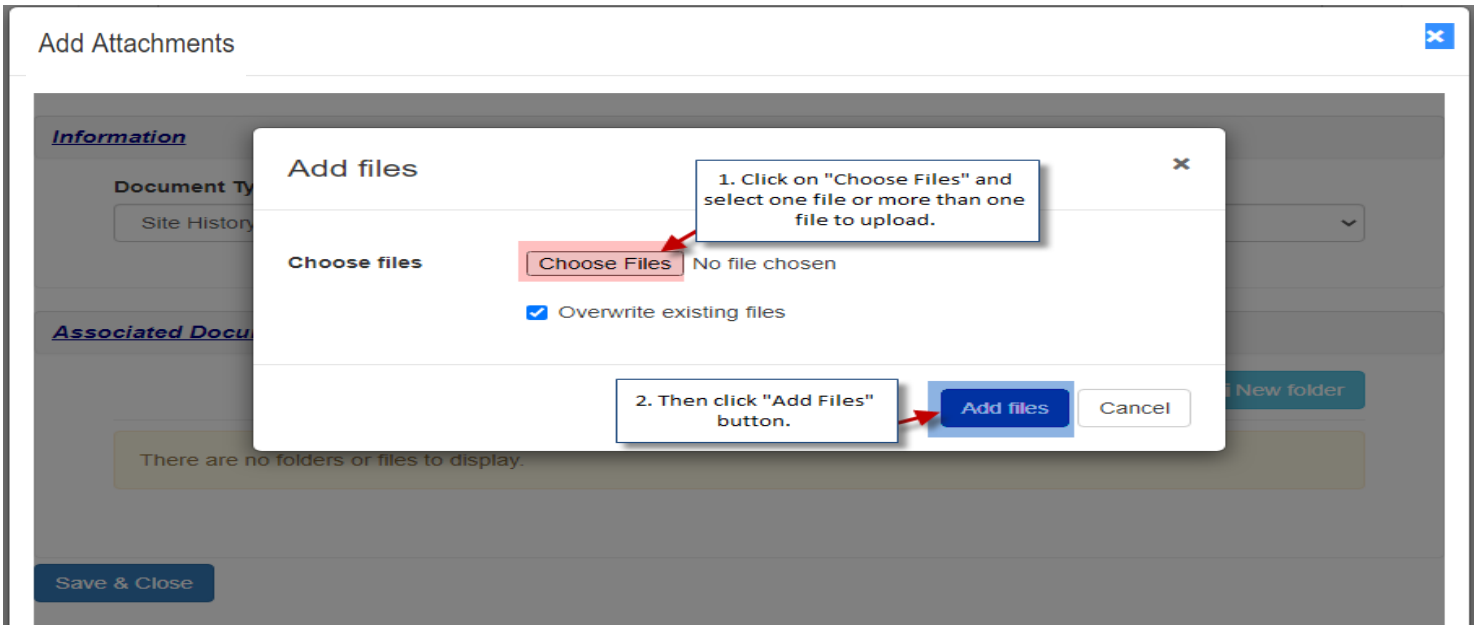 Add Attachments
Information
Add files
1. Click on "Choose Files" and
select one file or more than one
file to upload.
Document Ty
Site History
Choose files
Choose Files No file chosen
Overwrite existing files
Associated Docu
2. Then click "Add Files"
button.
Add files
Cancel
New folder
There are no folders or files to display.
Save & Close